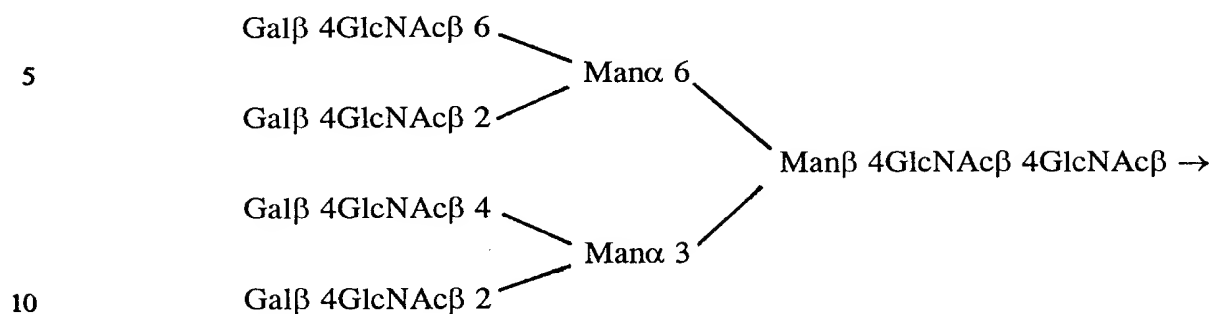 Galβ 4GlcNAcβ 6
5 Manα 6
Galβ 4GlcNAcβ 2
Manβ 4GlcNAcβ 4GlcNAcβ →
Galβ 4GlcNAcβ 4
Manα 3
10 Galβ 4GlcNAcβ 2